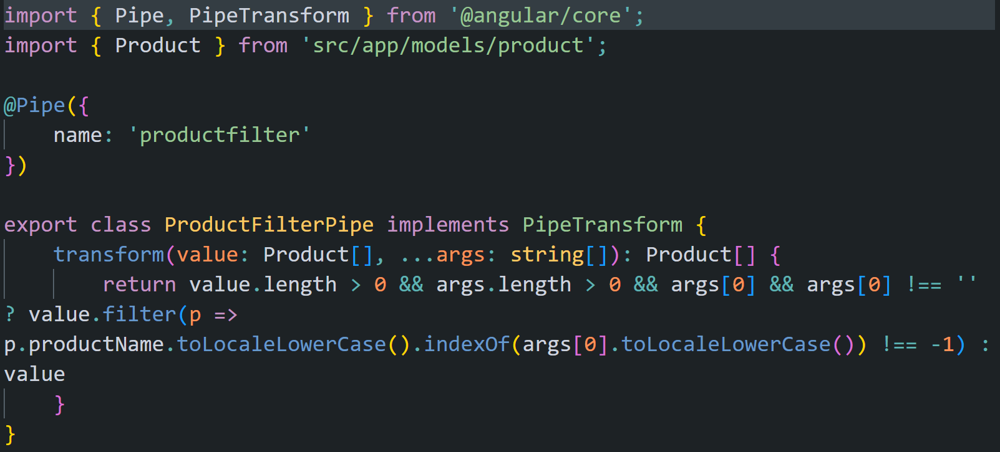 import { Pipe, PipeTransform } from '@angular/core';
import { Product } from 'src/app/models/product';

@Pipe({
    name: 'productfilter'
})

export class ProductFilterPipe implements PipeTransform {
    transform(value: Product[], ...args: string[]): Product[] {
        return value.length > 0 && args.length > 0 && args[0] && args[0] !== ''
? value.filter(p =>
p.productName.toLocaleLowerCase().indexOf(args[0].toLocaleLowerCase()) !== -1) :
value
    }
}